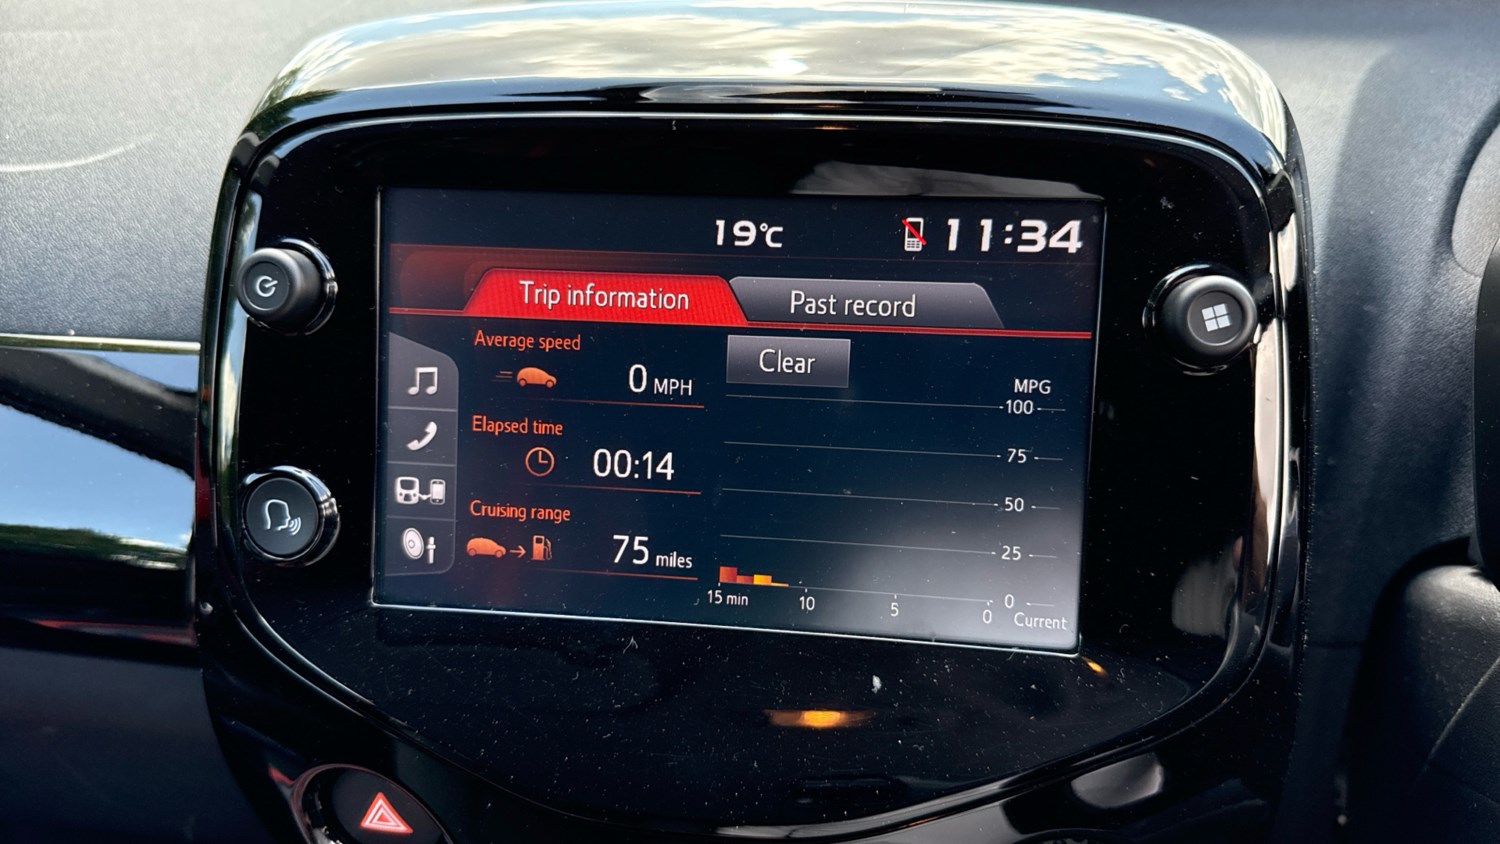 19°C 11:34
Trip information Past record
Average speed
0 MPH
Clear
MPG
100
75
50
25
0
Elapsed time
00:14
Cruising range
75 miles
15 min 10 5 0 Current